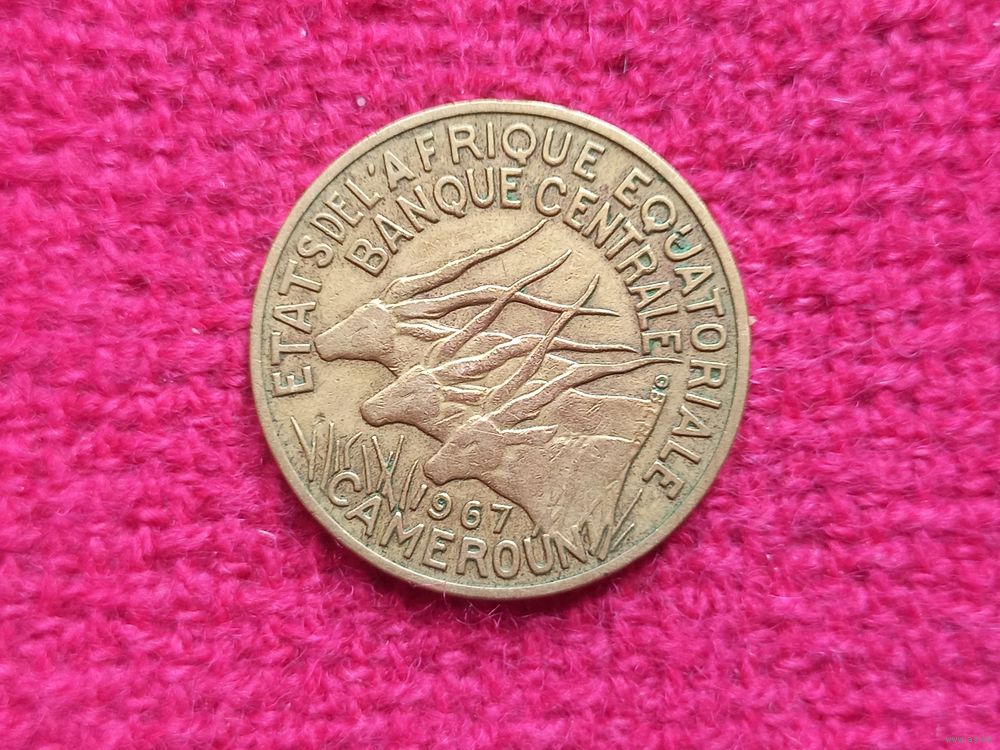 ETATS DE L'AFRIQUE EQUATORIALE
BANQUE CENTRALE
1967
CAMEROUN